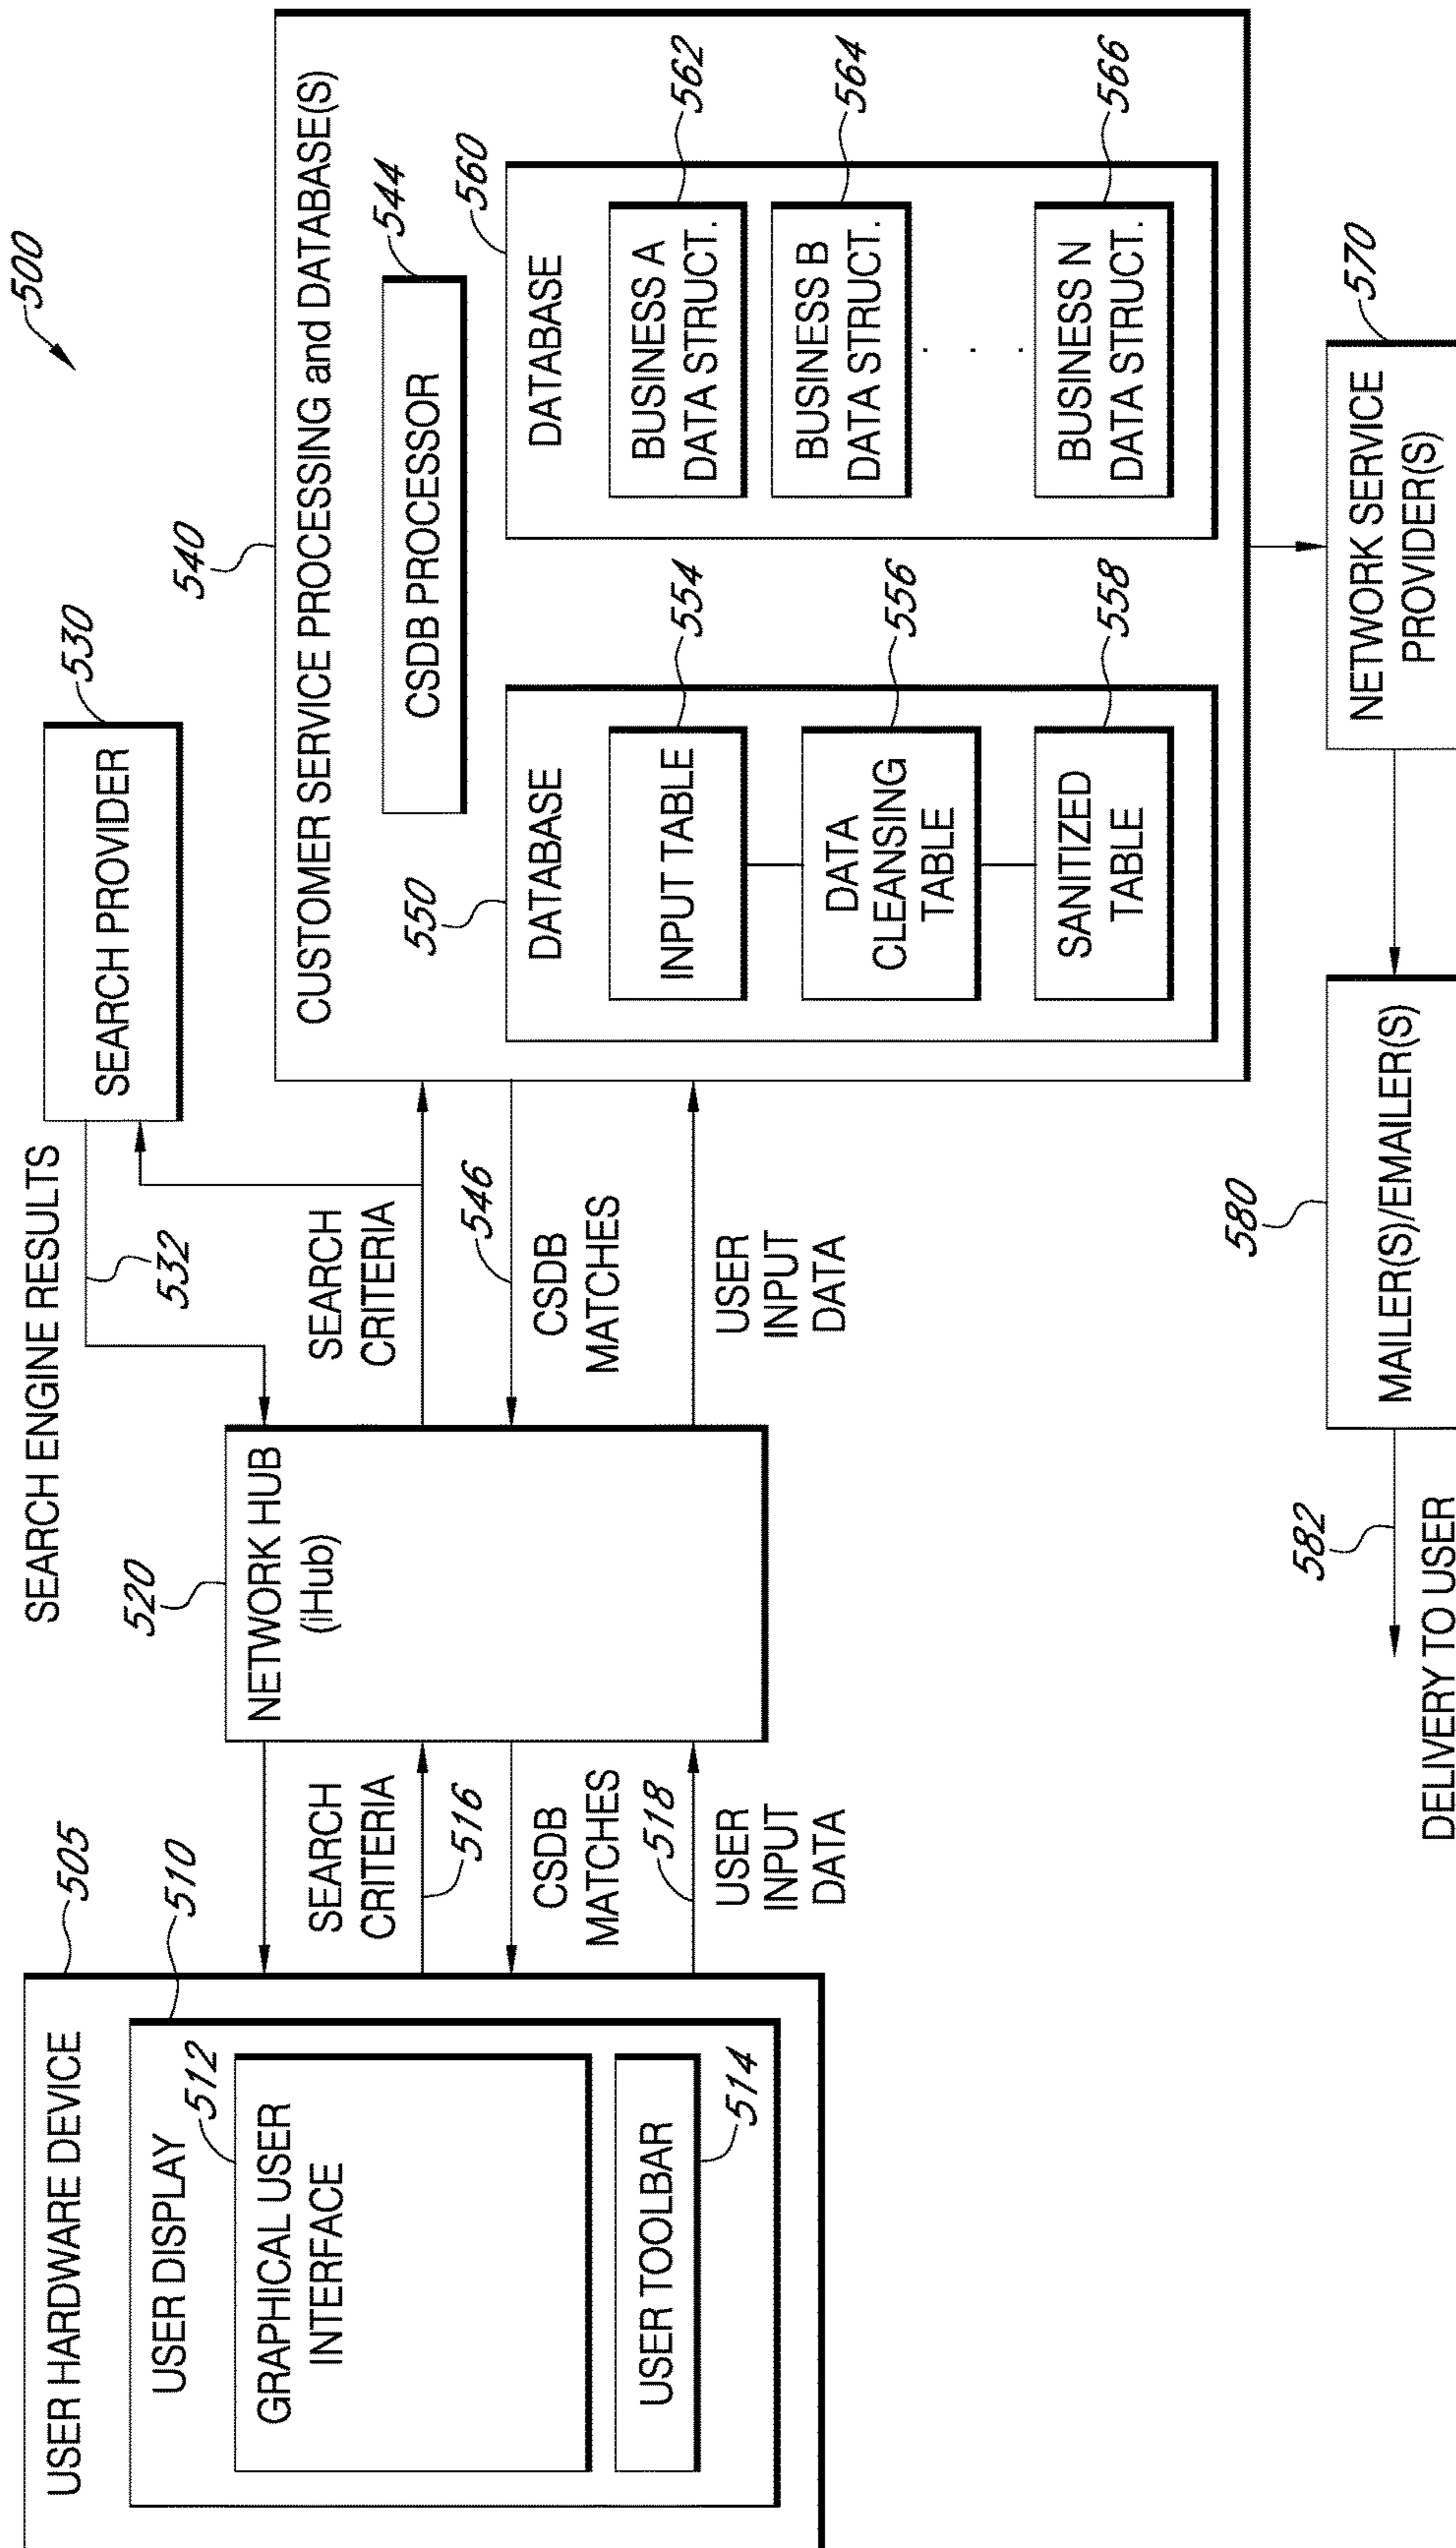 500
USER HARDWARE DEVICE
505
USER DISPLAY
510
512
GRAPHICAL USER
INTERFACE
USER TOOLBAR
514
SEARCH
CRITERIA
516
CSDB
MATCHES
518
USER
INPUT
DATA
520
NETWORK HUB
(iHub)
SEARCH ENGINE RESULTS
532
SEARCH
CRITERIA
546
CSDB
MATCHES
USER
INPUT
DATA
530
SEARCH PROVIDER
540
CUSTOMER SERVICE PROCESSING and DATABASE(S)
544
CSDB PROCESSOR
550
DATABASE
554
INPUT TABLE
556
DATA
CLEANSING
TABLE
558
SANITIZED
TABLE
560
DATABASE
562
BUSINESS A
DATA STRUCT.
564
BUSINESS B
DATA STRUCT.
. . .
566
BUSINESS N
DATA STRUCT.
570
NETWORK SERVICE
PROVIDER(S)
580
MAILER(S)/EMAILER(S)
582
DELIVERY TO USER